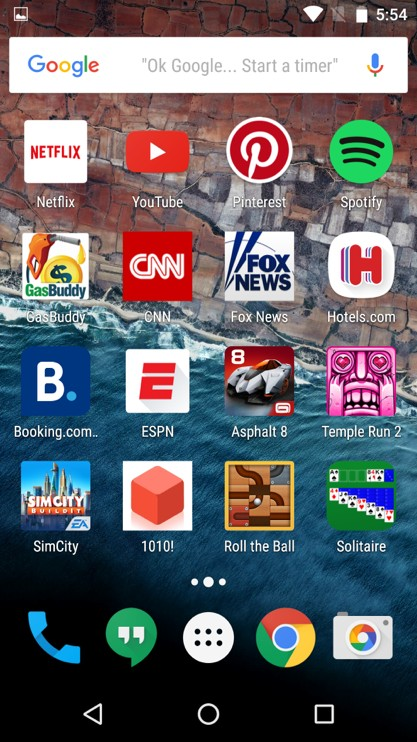 5:54
Google "Ok Google... Start a timer"
NETFLIX
Netflix YouTube Pinterest Spotify
GasBuddy CNN FOX NEWS H
GasBuddy CNN Fox News Hotels.com
B. E 8
Booking.com.. ESPN Asphalt 8 Temple Run 2
SIMCITY
BUILDIT
EA
SimCity 1010! Roll the Ball Solitaire